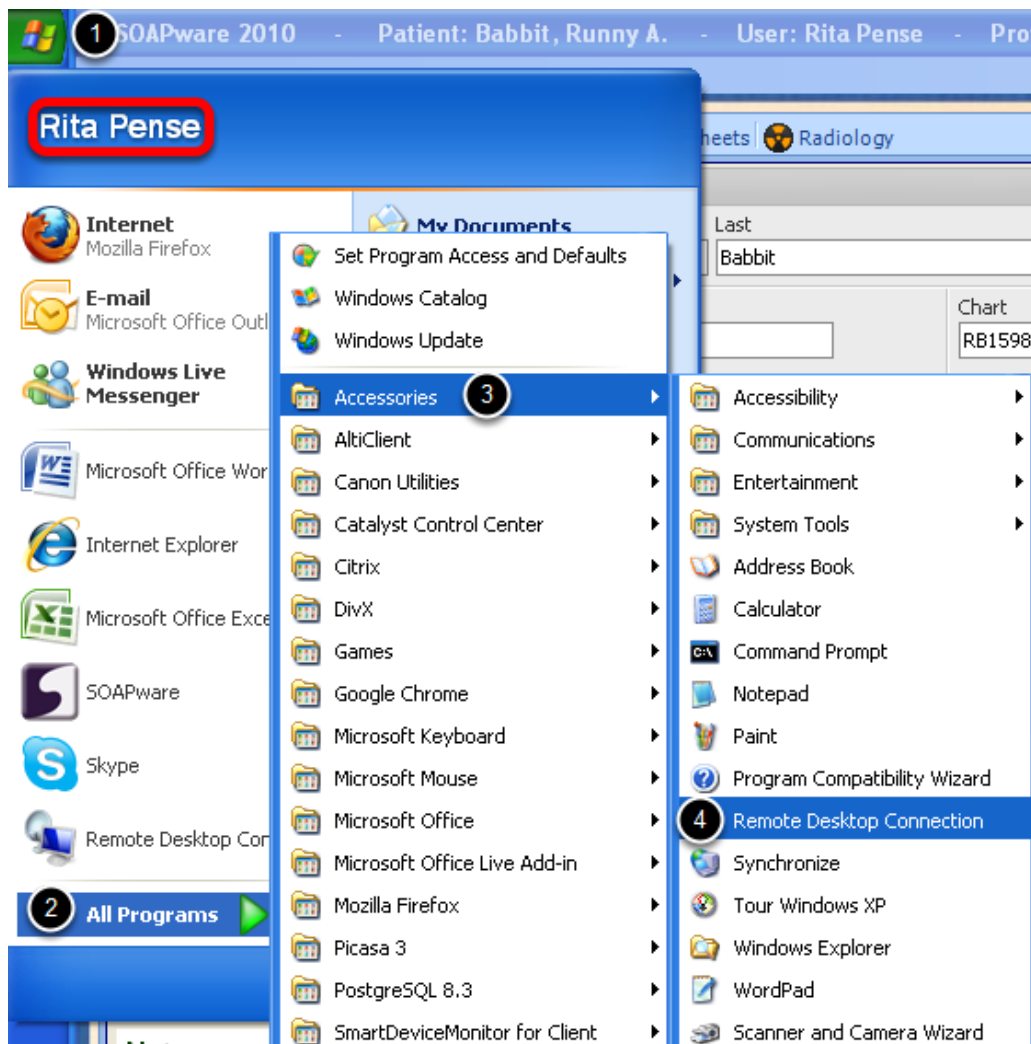 1
SOAPware 2010 - Patient: Babbit, Runny A. - User: Rita Pense - Pro
Rita Pense
heets Radiology
Internet
Mozilla Firefox
E-mail
Microsoft Office Outl
Windows Live
Messenger
Microsoft Office Wor
Internet Explorer
Microsoft Office Exce
SOAPware
Skype
Remote Desktop Con
2 All Programs
My Documents
Set Program Access and Defaults
Windows Catalog
Windows Update
Accessories 3
AltiClient
Canon Utilities
Catalyst Control Center
Citrix
DivX
Games
Google Chrome
Microsoft Keyboard
Microsoft Mouse
Microsoft Office
Microsoft Office Live Add-in
Mozilla Firefox
Picasa 3
PostgreSQL 8.3
SmartDeviceMonitor for Client
Last
Babbit
Chart
RB1598
Accessibility
Communications
Entertainment
System Tools
Address Book
Calculator
C:\ Command Prompt
Notepad
Paint
Program Compatibility Wizard
4 Remote Desktop Connection
Synchronize
Tour Windows XP
Windows Explorer
WordPad
Scanner and Camera Wizard